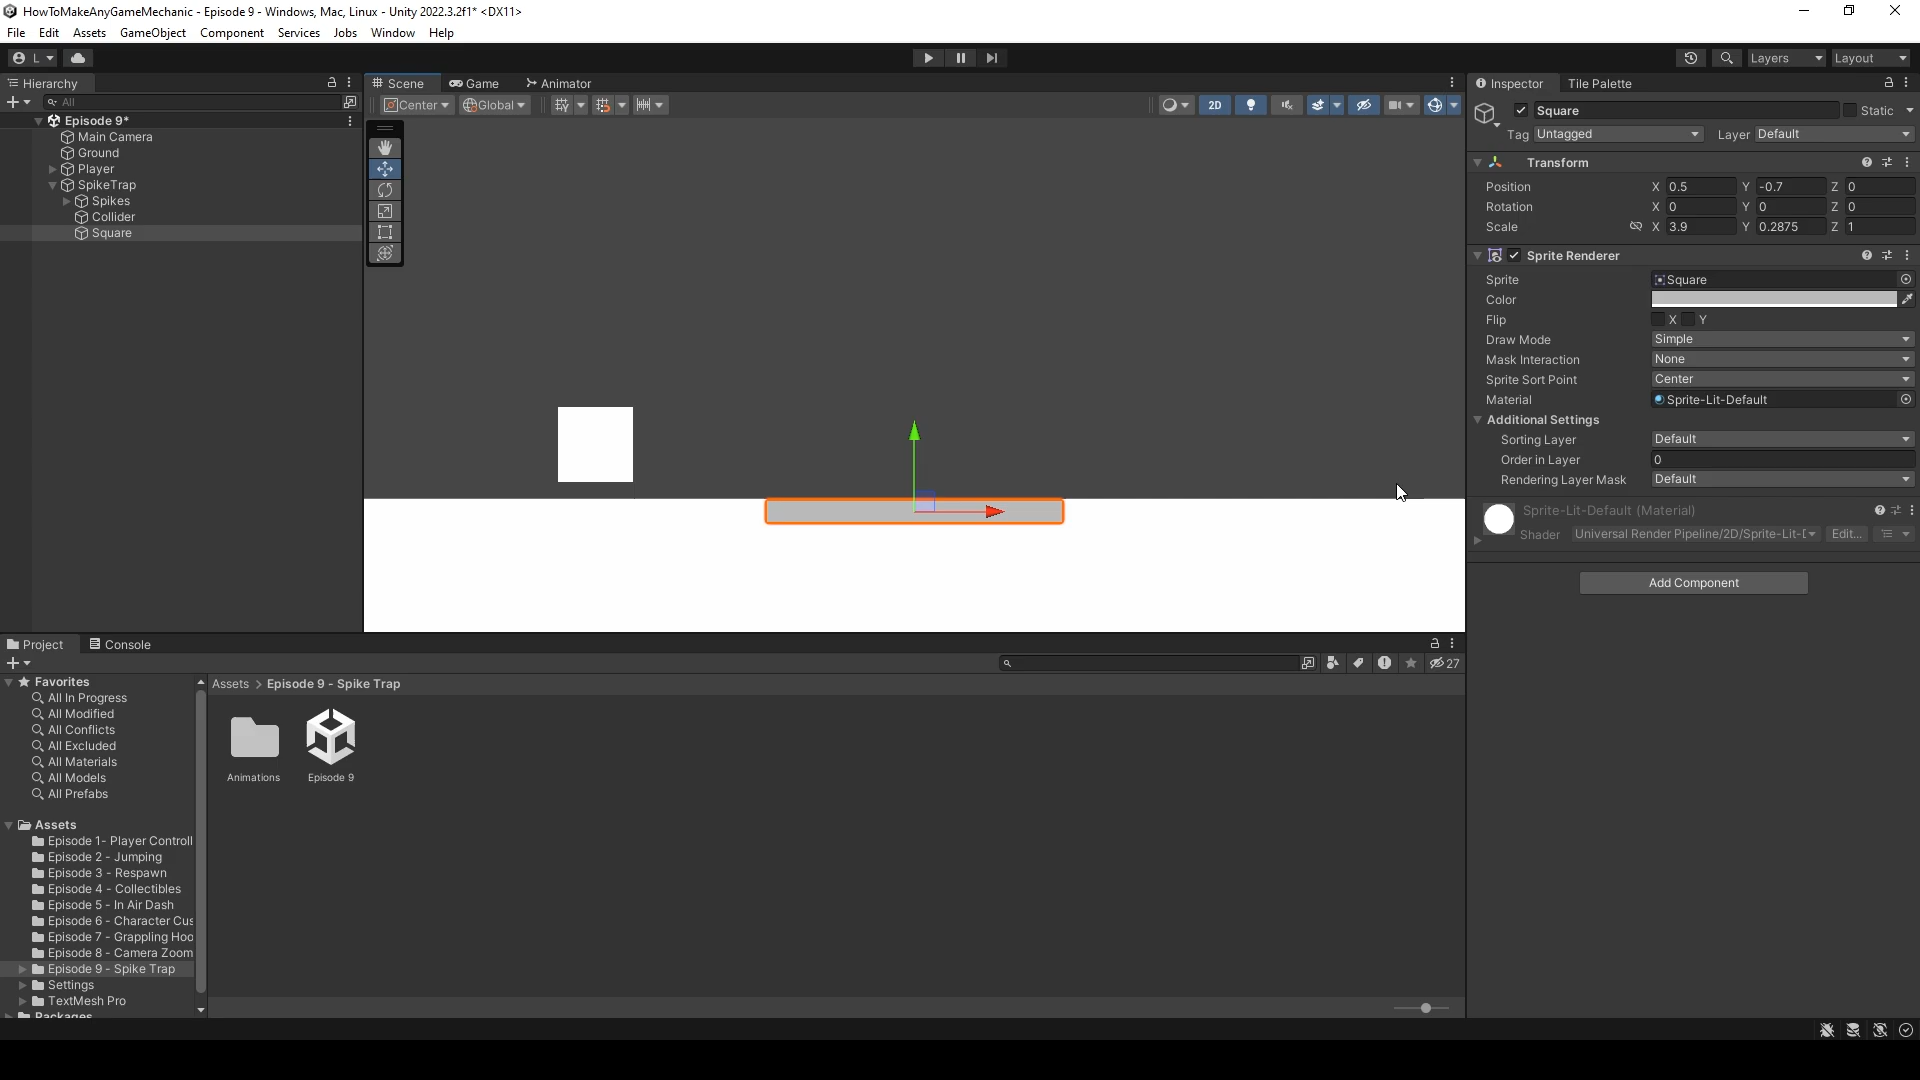 HowToMakeAnyGameMechanic - Episode 9 - Windows, Mac, Linux - Unity 2022.3.2f1* <DX11>
File Edit Assets GameObject Component Services Jobs Window Help
L
Layers
Layout
Hierarchy
All
Episode 9*
Main Camera
Ground
Player
SpikeTrap
Spikes
Collider
Square
Scene
Game
Animator
Center
Global
2D
Inspector
Tile Palette
Square
Static
Tag Untagged
Layer Default
Transform
Position X 0.5 Y -0.7 Z 0
Rotation X 0 Y 0 Z 0
Scale X 3.9 Y 0.2875 Z 1
Sprite Renderer
Sprite Square
Color
Flip X Y
Draw Mode Simple
Mask Interaction None
Sprite Sort Point Center
Material Sprite-Lit-Default
Additional Settings
Sorting Layer Default
Order in Layer 0
Rendering Layer Mask Default
Sprite-Lit-Default (Material)
Shader Universal Render Pipeline/2D/Sprite-Lit-D Edit...
Add Component
Project
Console
27
Favorites
All In Progress
All Modified
All Conflicts
All Excluded
All Materials
All Models
All Prefabs
Assets
Episode 1- Player Controll
Episode 2 - Jumping
Episode 3 - Respawn
Episode 4 - Collectibles
Episode 5 - In Air Dash
Episode 6 - Character Cus
Episode 7 - Grappling Hoo
Episode 8 - Camera Zoom
Episode 9 - Spike Trap
Settings
TextMesh Pro
Packages
Assets > Episode 9 - Spike Trap
Animations
Episode 9